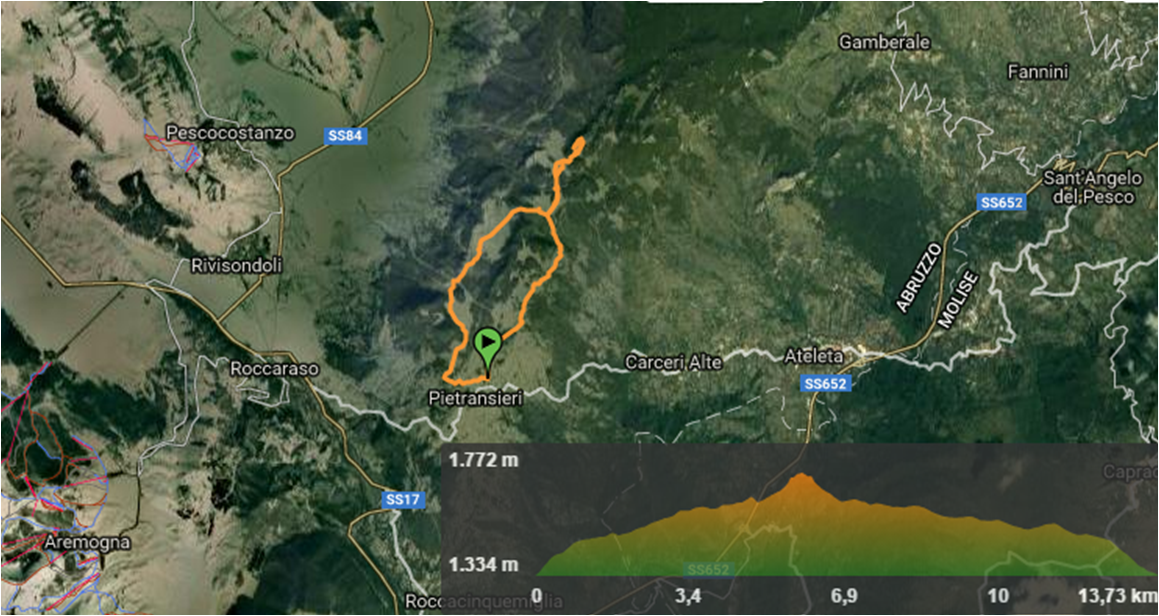 Gamberale
Fannini
Pescocostanzo
SS84
Sant'Angelo
del Pesco
SS652
ABRUZZO
MOLISE
Rivisondoli
Roccaraso
Carceri Alte
Ateleta
SS652
Pietransieri
1.772 m
SS17
Aremogna
1.334 m
SS652
Roccacinquemiglia
0
3,4
6,9
10
13,73 km